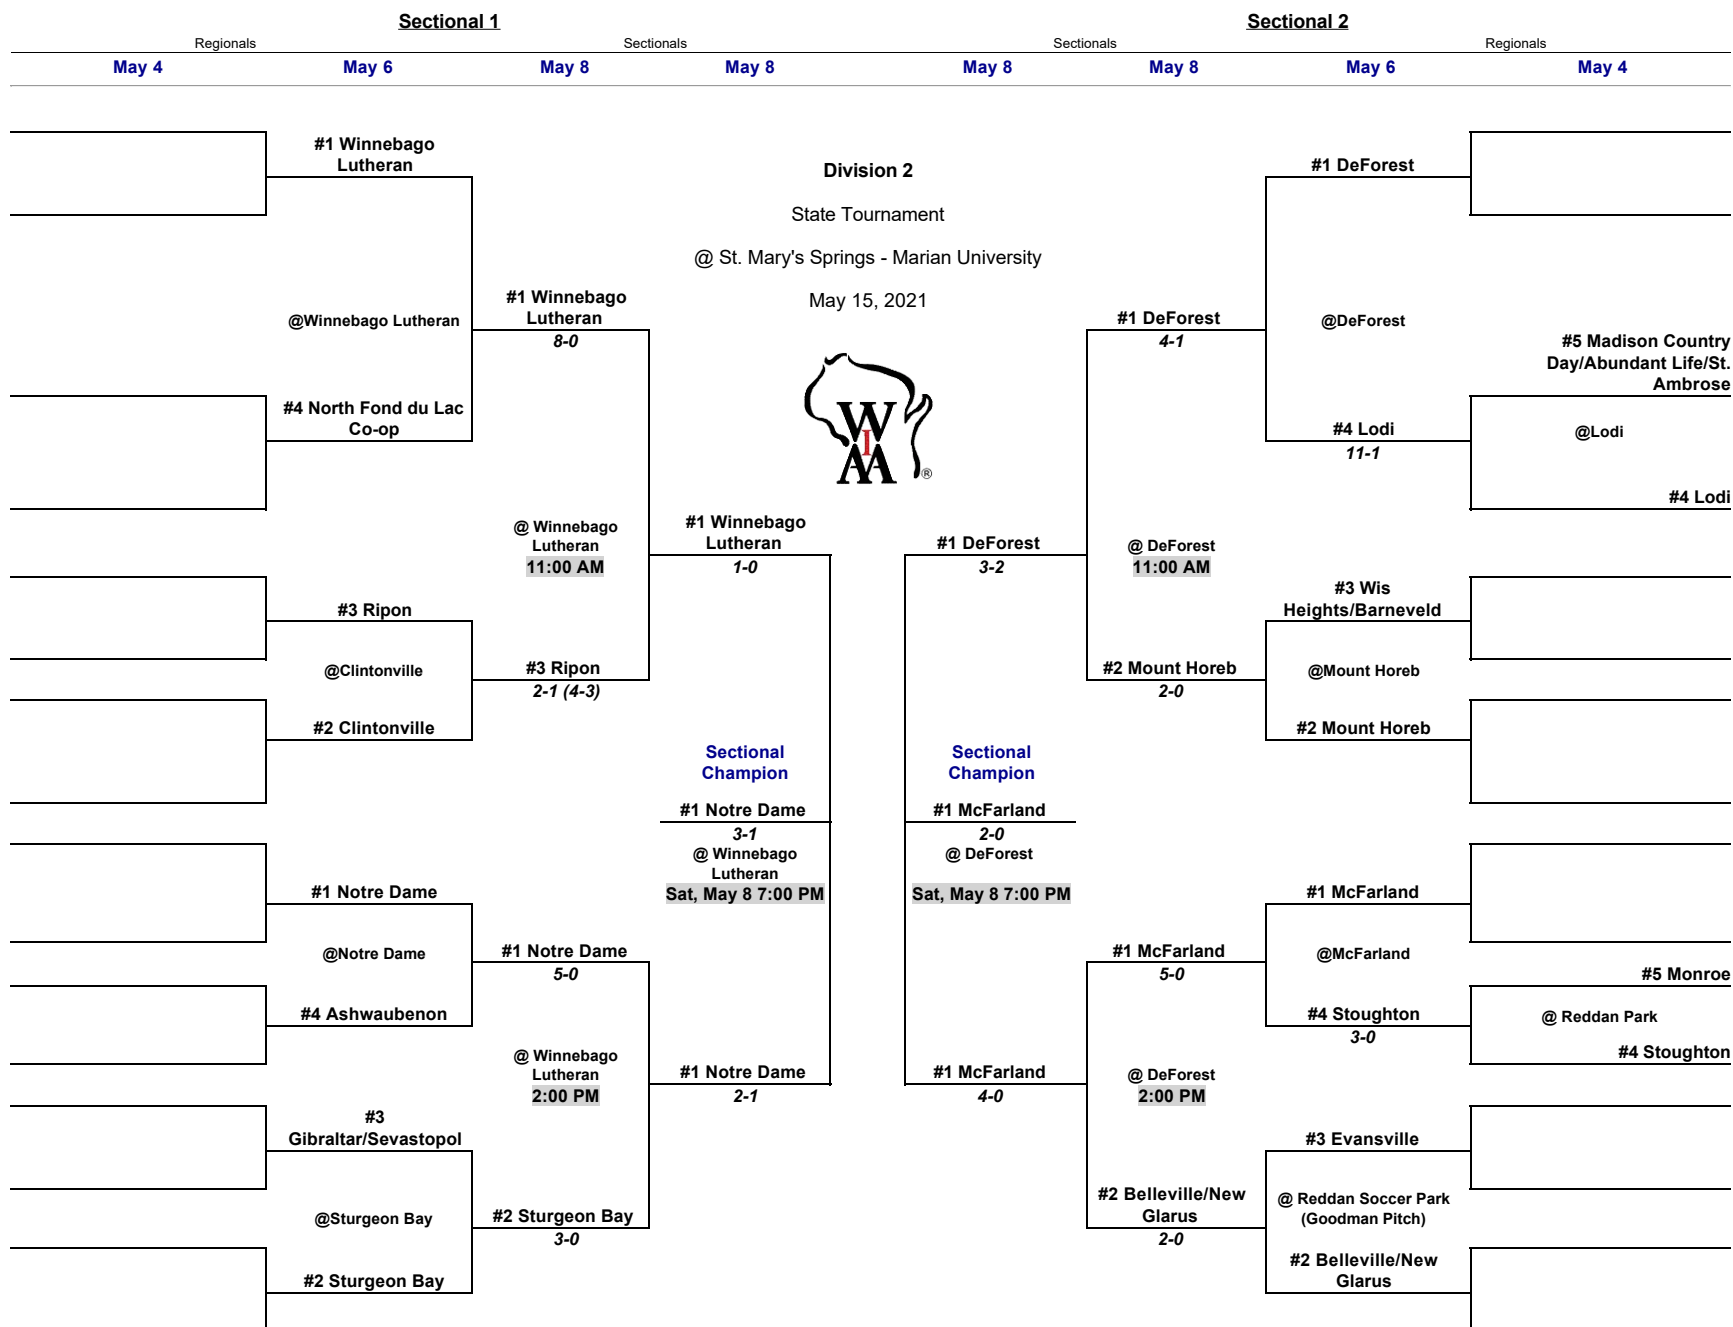 Sectional 1
Sectional 2
Regionals
Sectionals
Sectionals
Regionals
May 4
May 6
May 8
May 8
May 8
May 8
May 6
May 4
#1 Winnebago
Lutheran
@Winnebago Lutheran
#4 North Fond du Lac
Co-op
#3 Ripon
@Clintonville
#2 Clintonville
#1 Notre Dame
@Notre Dame
#4 Ashwaubenon
#3
Gibraltar/Sevastopol
@Sturgeon Bay
#2 Sturgeon Bay
#1 Winnebago
Lutheran
8-0
@ Winnebago
Lutheran
11:00 AM
#3 Ripon
2-1 (4-3)
#1 Notre Dame
5-0
@ Winnebago
Lutheran
2:00 PM
#2 Sturgeon Bay
3-0
#1 Winnebago
Lutheran
1-0
Sectional
Champion
#1 Notre Dame
3-1
@ Winnebago
Lutheran
Sat, May 8 7:00 PM
#1 Notre Dame
2-1
Division 2
State Tournament
@ St. Mary's Springs - Marian University
May 15, 2021
W
I
AA
®
#1 DeForest
3-2
Sectional
Champion
#1 McFarland
2-0
@ DeForest
Sat, May 8 7:00 PM
#1 McFarland
4-0
#1 DeForest
4-1
@ DeForest
11:00 AM
#2 Mount Horeb
2-0
#1 McFarland
5-0
@ DeForest
2:00 PM
#2 Belleville/New
Glarus
2-0
#1 DeForest
@DeForest
#4 Lodi
11-1
#3 Wis
Heights/Barneveld
@Mount Horeb
#2 Mount Horeb
#1 McFarland
@McFarland
#4 Stoughton
3-0
#3 Evansville
@ Reddan Soccer Park
(Goodman Pitch)
#2 Belleville/New
Glarus
#5 Madison Country
Day/Abundant Life/St.
Ambrose
@Lodi
#4 Lodi
#5 Monroe
@ Reddan Park
#4 Stoughton